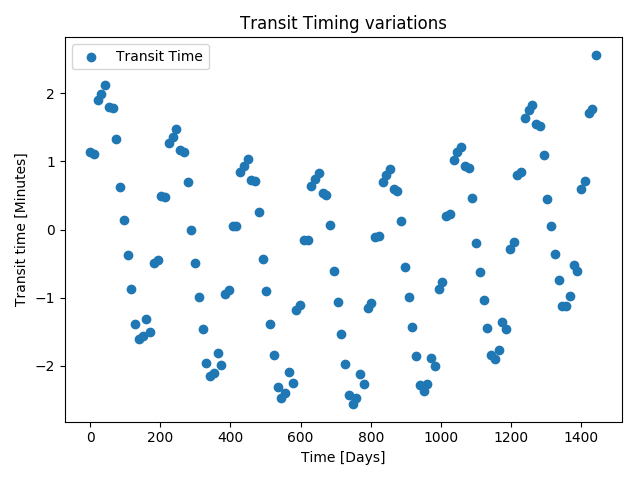 Transit Timing variations
Transit Time
Transit time [Minutes]
2
1
0
−1
−2
0 200 400 600 800 1000 1200 1400
Time [Days]